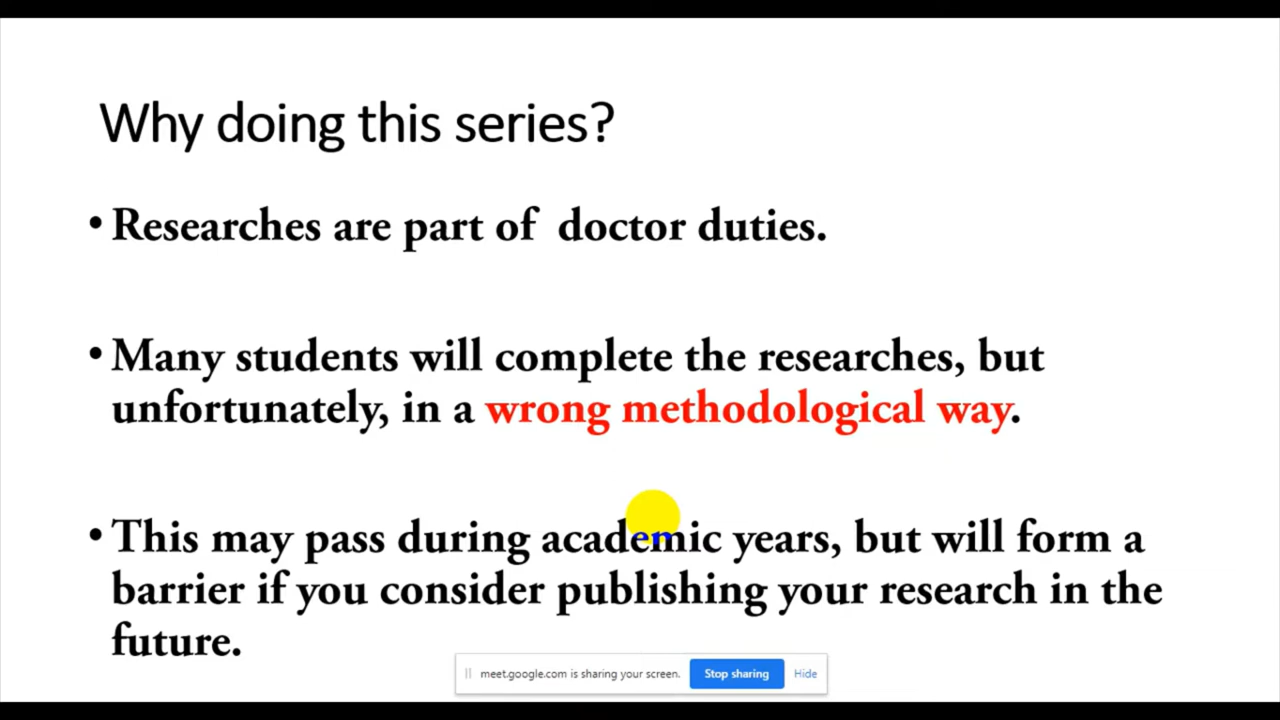 Why doing this series?
• Researches are part of doctor duties.
• Many students will complete the researches, but
unfortunately, in a wrong methodological way.
• This may pass during academic years, but will form a
barrier if you consider publishing your research in the
future.
meet.google.com is sharing your screen. Stop sharing Hide